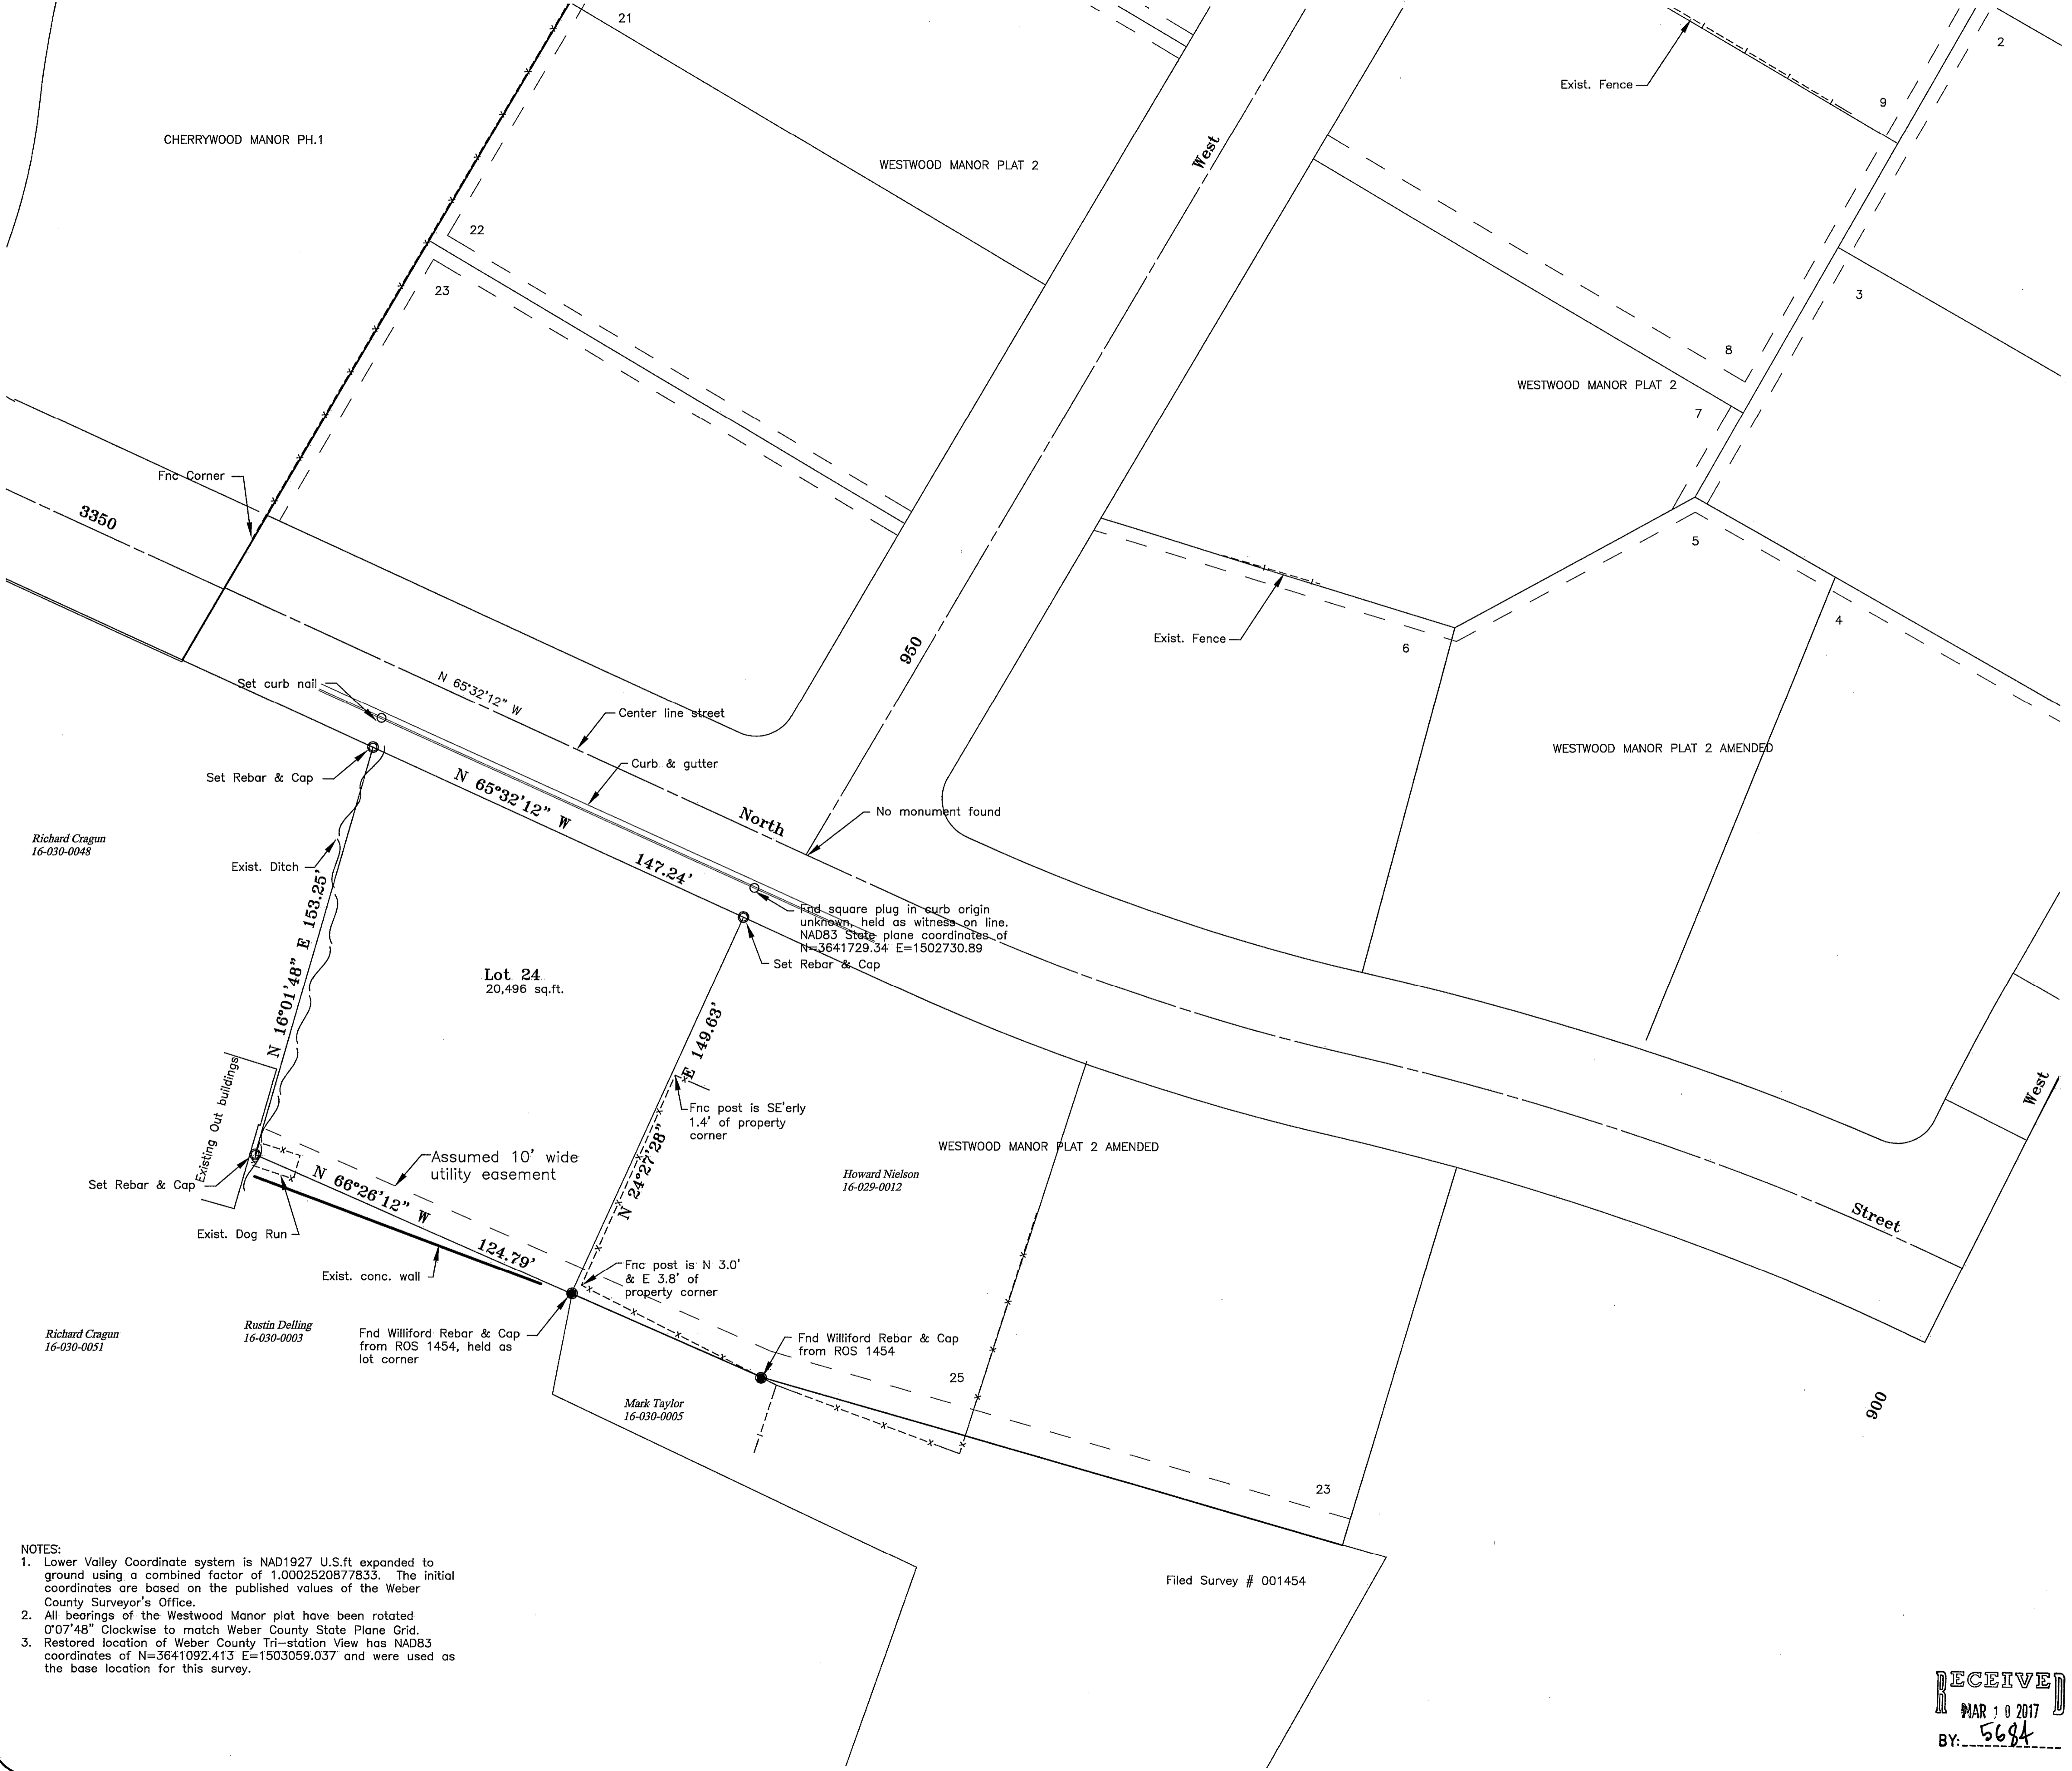 21
2
Exist. Fence
9
CHERRYWOOD MANOR PH.1
WESTWOOD MANOR PLAT 2
West
22
23
3
8
WESTWOOD MANOR PLAT 2
7
Fnc Corner
3350
5
4
Exist. Fence
6
950
Set curb nail
N 65°32'12" W
Center line street
WESTWOOD MANOR PLAT 2 AMENDED
Set Rebar & Cap
Curb & gutter
N 65°32'12" W
North
No monument found
147.24'
Richard Cragun
16-030-0048
Exist. Ditch
N 16°01'48" E 153.25'
Fnd square plug in curb origin
unknown, held as witness on line.
NAD83 State plane coordinates of
N=3641729.34 E=1502730.89
Set Rebar & Cap
Lot 24
20,496 sq.ft.
N 24°27'28" E 149.63'
Existing Out buildings
Fnc post is SE'erly
1.4' of property
corner
WESTWOOD MANOR PLAT 2 AMENDED
West
Assumed 10' wide
utility easement
Howard Nielson
16-029-0012
Set Rebar & Cap
N 66°26'12" W
124.79'
Street
Exist. Dog Run
Exist. conc. wall
Fnc post is N 3.0'
& E 3.8' of
property corner
Richard Cragun
16-030-0051
Rustin Delling
16-030-0003
Fnd Williford Rebar & Cap
from ROS 1454, held as
lot corner
Fnd Williford Rebar & Cap
from ROS 1454
25
900
Mark Taylor
16-030-0005
23
Filed Survey # 001454
NOTES:
1. Lower Valley Coordinate system is NAD1927 U.S.ft expanded to
ground using a combined factor of 1.0002520877833. The initial
coordinates are based on the published values of the Weber
County Surveyor's Office.
2. All bearings of the Westwood Manor plat have been rotated
0°07'48" Clockwise to match Weber County State Plane Grid.
3. Restored location of Weber County Tri-station View has NAD83
coordinates of N=3641092.413 E=1503059.037 and were used as
the base location for this survey.
RECEIVED
MAR 10 2017
BY: 5684